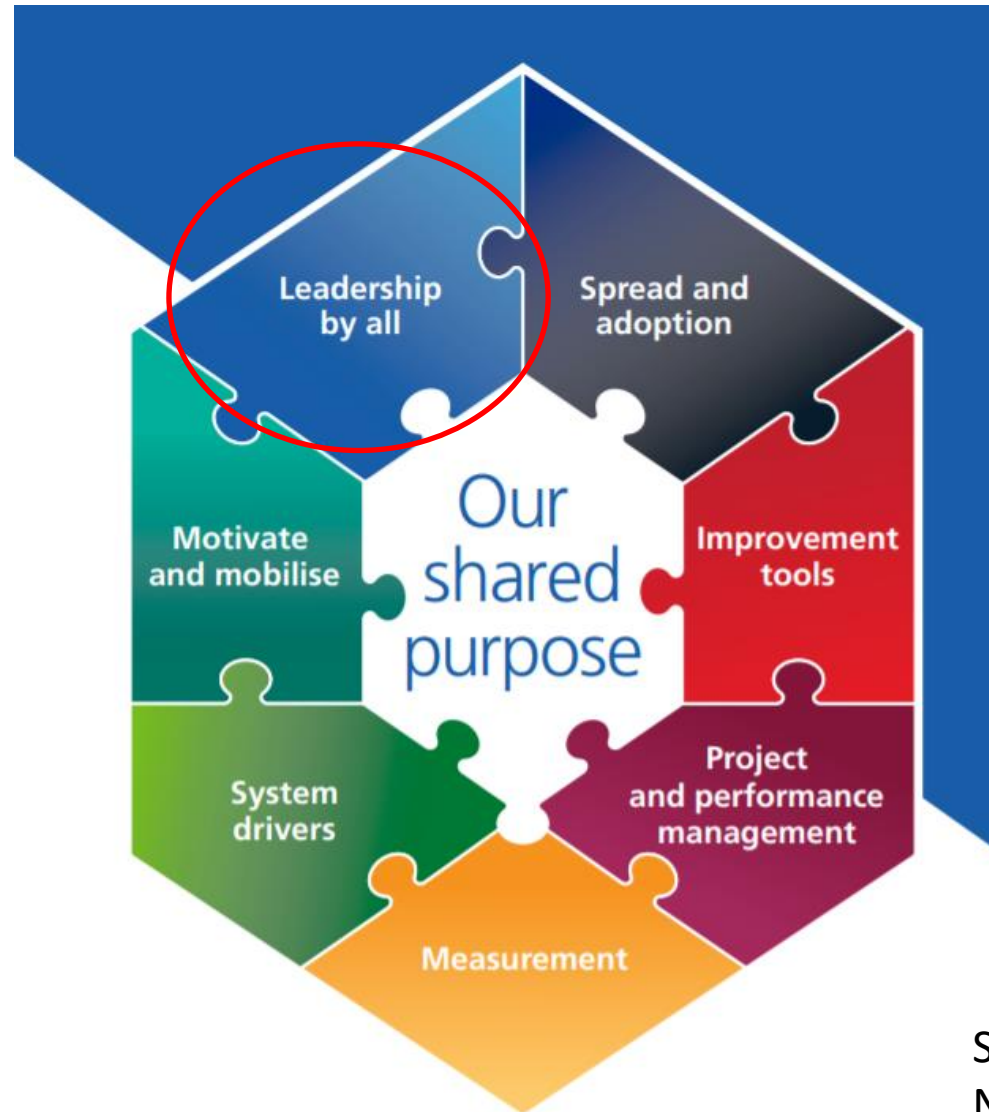 Leadership
by all
Spread and
adoption
Motivate
and mobilise
Our
shared
purpose
Improvement
tools
System
drivers
Project
and performance
management
Measurement
S
N